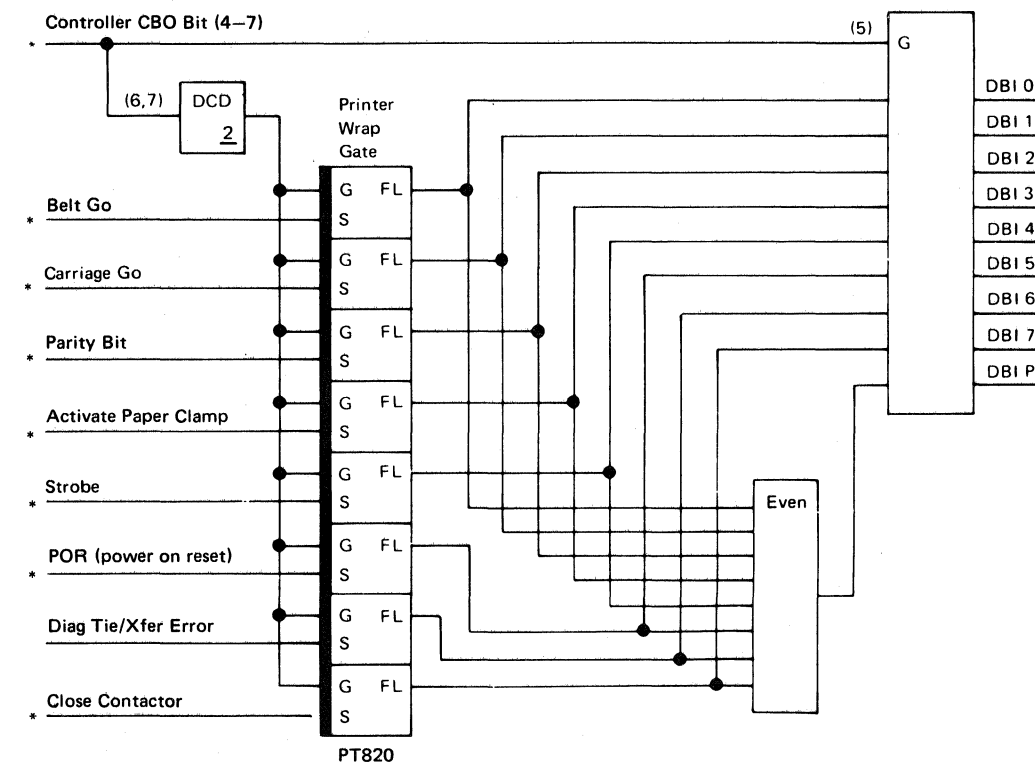 Controller CBO Bit (4–7)
*
(5)
G
(6,7)
DCD
2
Printer
Wrap
Gate
DBI 0
DBI 1
DBI 2
DBI 3
DBI 4
DBI 5
DBI 6
DBI 7
DBI P
G FL
* Belt Go
S
G FL
* Carriage Go
S
G FL
* Parity Bit
S
G FL
* Activate Paper Clamp
S
G FL
* Strobe
S
Even
G FL
* POR (power on reset)
S
G FL
Diag Tie/Xfer Error
S
G FL
* Close Contactor
S
PT820